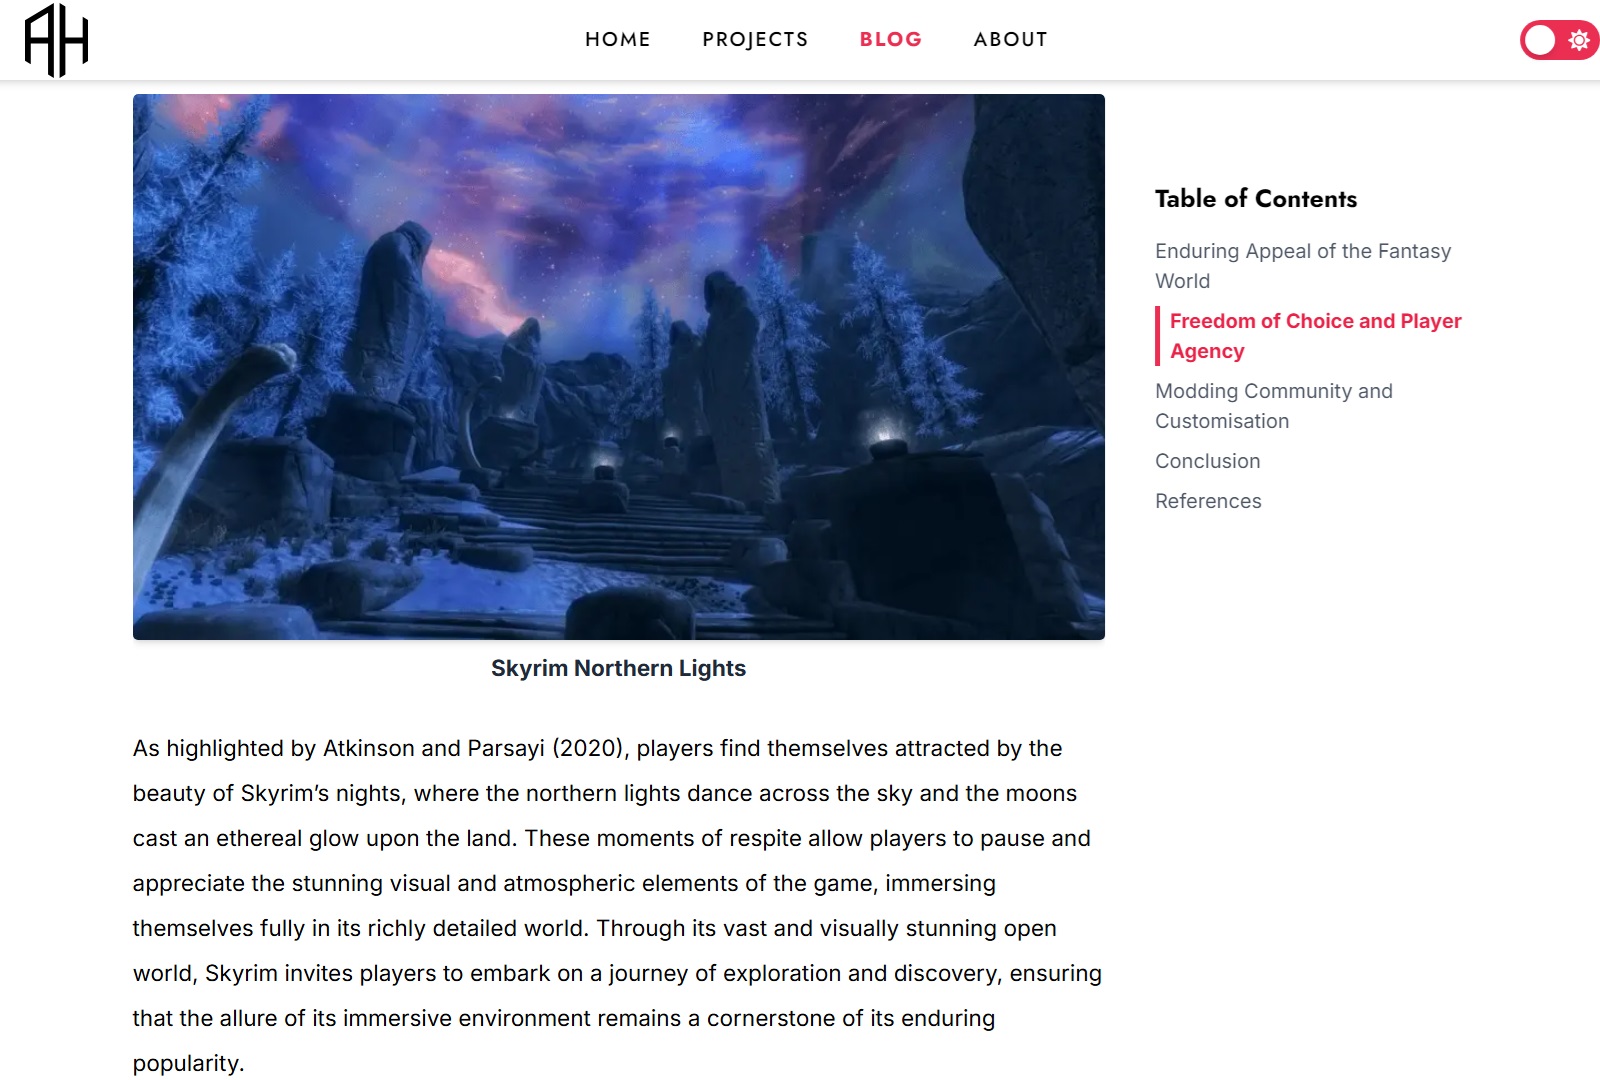 AH
HOME PROJECTS BLOG ABOUT
Skyrim Northern Lights
As highlighted by Atkinson and Parsayi (2020), players find themselves attracted by the
beauty of Skyrim’s nights, where the northern lights dance across the sky and the moons
cast an ethereal glow upon the land. These moments of respite allow players to pause and
appreciate the stunning visual and atmospheric elements of the game, immersing
themselves fully in its richly detailed world. Through its vast and visually stunning open
world, Skyrim invites players to embark on a journey of exploration and discovery, ensuring
that the allure of its immersive environment remains a cornerstone of its enduring
popularity.
Table of Contents
Enduring Appeal of the Fantasy
World
Freedom of Choice and Player
Agency
Modding Community and
Customisation
Conclusion
References